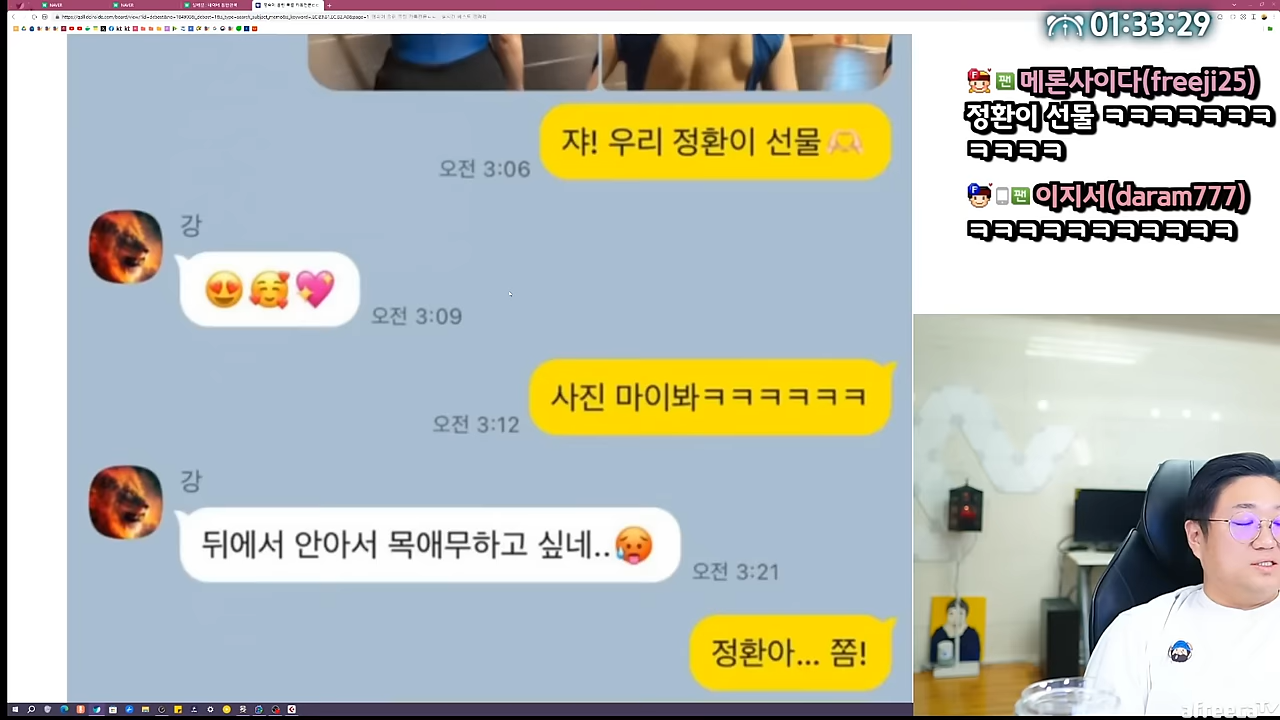 NAVER
NAVER
01:33:29
쟈! 우리 정환이 선물🫶🏻
오전 3:06
강
😍🥰💖
오전 3:09
사진 마이봐ㅋㅋㅋㅋㅋㅋ
오전 3:12
강
뒤에서 안아서 목애무하고 싶네..🥵
오전 3:21
정환아... 쫌!
팬 메론사이다(freeji25)
정환이 선물 ㅋㅋㅋㅋㅋㅋㅋ
ㅋㅋㅋㅋ
팬 이지서(daram777)
ㅋㅋㅋㅋㅋㅋㅋㅋㅋㅋㅋ
afreecaTV